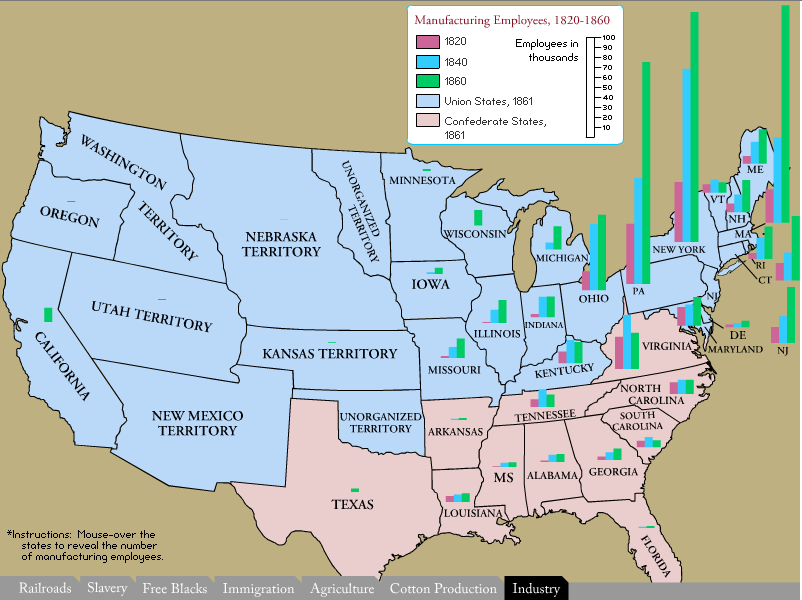 Manufacturing Employees, 1820-1860
1820
1840
1860
Union States, 1861
Confederate States,
1861
Employees in
thousands
100
90
80
70
60
50
40
30
20
10
WASHINGTON
TERRITORY
OREGON
UNORGANIZED
TERRITORY
MINNESOTA
NEBRASKA
TERRITORY
WISCONSIN
MICHIGAN
ME
VT
NH
MA
NEW YORK
RI
CT
PA
NJ
OHIO
IOWA
UTAH TERRITORY
CALIFORNIA
ILLINOIS
INDIANA
DE
MARYLAND
NJ
VIRGINIA
KANSAS TERRITORY
MISSOURI
KENTUCKY
NORTH
CAROLINA
TENNESSEE
SOUTH
CAROLINA
NEW MEXICO
TERRITORY
UNORGANIZED
TERRITORY
ARKANSAS
MS
ALABAMA
GEORGIA
TEXAS
LOUISIANA
FLORIDA
*Instructions: Mouse-over the
states to reveal the number
of manufacturing employees.
Railroads
Slavery
Free Blacks
Immigration
Agriculture
Cotton Production
Industry